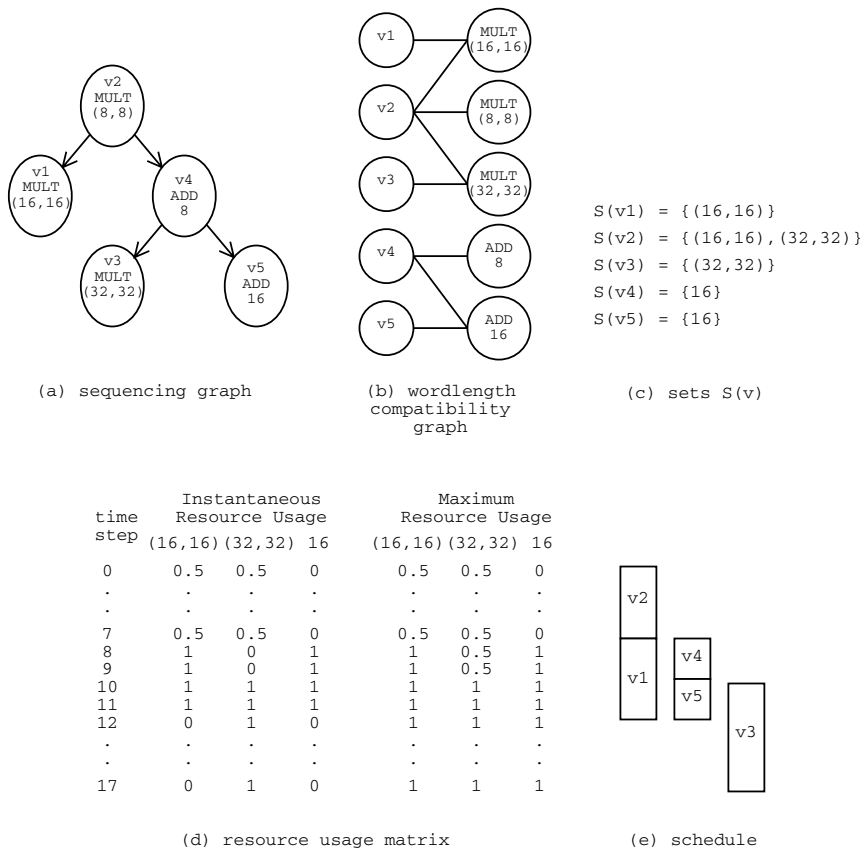 v2
MULT
(8,8)
v1
MULT
(16,16)
v4
ADD
8
v3
MULT
(32,32)
v5
ADD
16
(a) sequencing graph
v1
MULT
(16,16)
v2
MULT
(8,8)
v3
MULT
(32,32)
v4
ADD
8
v5
ADD
16
(b) wordlength
compatibility
graph
S(v1) = {(16,16)}
S(v2) = {(16,16),(32,32)}
S(v3) = {(32,32)}
S(v4) = {16}
S(v5) = {16}
(c) sets S(v)
Instantaneous Maximum
time Resource Usage Resource Usage
step (16,16) (32,32) 16 (16,16) (32,32) 16
0 0.5 0.5 0 0.5 0.5 0
. . . . . . .
. . . . . . .
7 0.5 0.5 0 0.5 0.5 0
8 1 0 1 1 0.5 1
9 1 0 1 1 0.5 1
10 1 1 1 1 1 1
11 1 1 1 1 1 1
12 0 1 0 1 1 1
. . . . . . .
. . . . . . .
17 0 1 0 1 1 1
(d) resource usage matrix
v2
v1
v4
v5
v3
(e) schedule